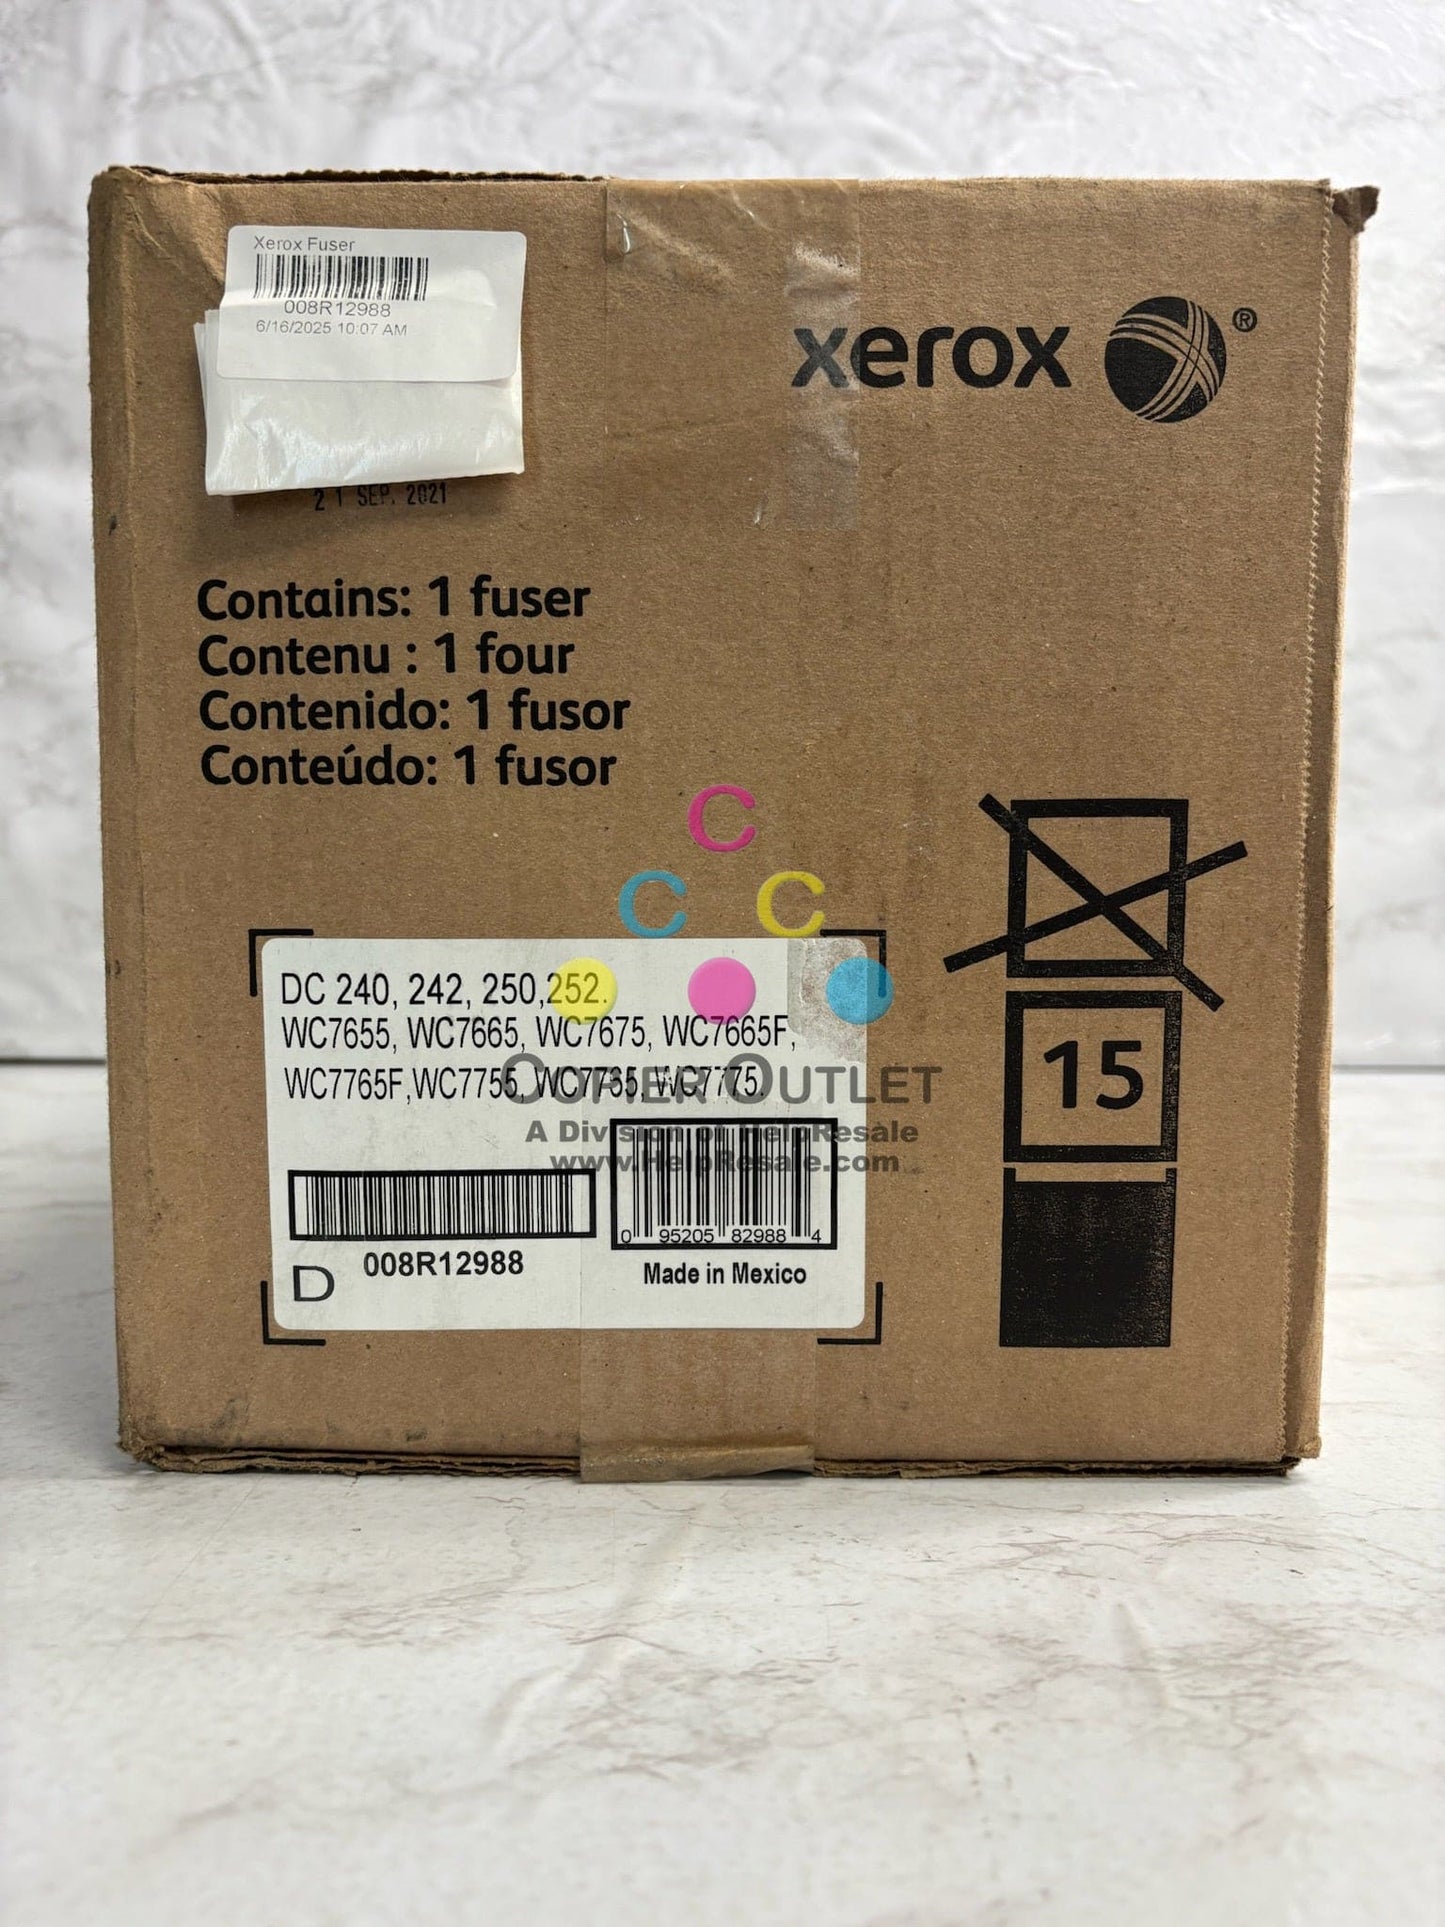 Xerox Fuser
008R12988
6/16/2025 10:07 AM
xerox ®
21 SEP. 2021
Contains: 1 fuser
Contenu : 1 four
Contenido: 1 fusor
Conteúdo: 1 fusor
C
C C
DC 240, 242, 250,252.
WC7655, WC7665, WC7675, WC7665F,
WC7765F,WC7755, WC7765, WC7775.
COPIER OUTLET
A Division of HelpResale
www.HelpResale.com
15
0 95205 82988 4
008R12988
Made in Mexico
D